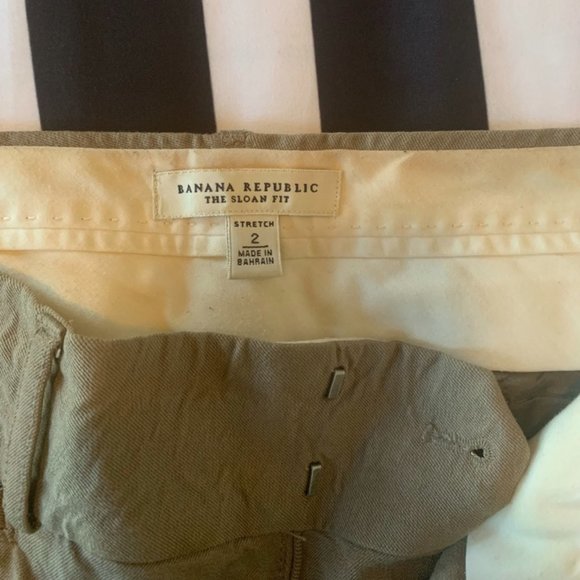 BANANA REPUBLIC
THE SLOAN FIT
STRETCH
2
MADE IN
BAHRAIN